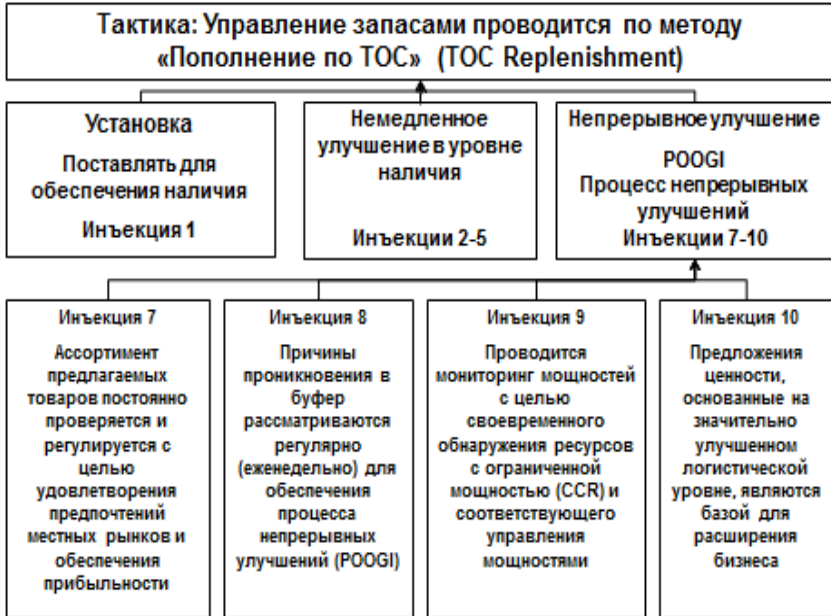 Тактика: Управление запасами проводится по методу
«Пополнение по ТОС» (TOC Replenishment)
Установка
Поставлять для
обеспечения наличия
Инъекция 1
Немедленное
улучшение в уровне
наличия
Инъекции 2-5
Непрерывное улучшение
POOGI
Процесс непрерывных
улучшений
Инъекции 7-10
Инъекция 7
Ассортимент
предлагаемых
товаров постоянно
проверяется и
регулируется с
целью
удовлетворения
предпочтений
местных рынков и
обеспечения
прибыльности
Инъекция 8
Причины
проникновения в
буфер
рассматриваются
регулярно
(еженедельно) для
обеспечения
процесса
непрерывных
улучшений (POOGI)
Инъекция 9
Проводится
мониторинг мощностей
с целью
своевременного
обнаружения ресурсов
с ограниченной
мощностью (CCR) и
соответствующего
управления
мощностями
Инъекция 10
Предложения
ценности,
основанные на
значительно
улучшенном
логистической
уровне, являются
базой для
расширения
бизнеса